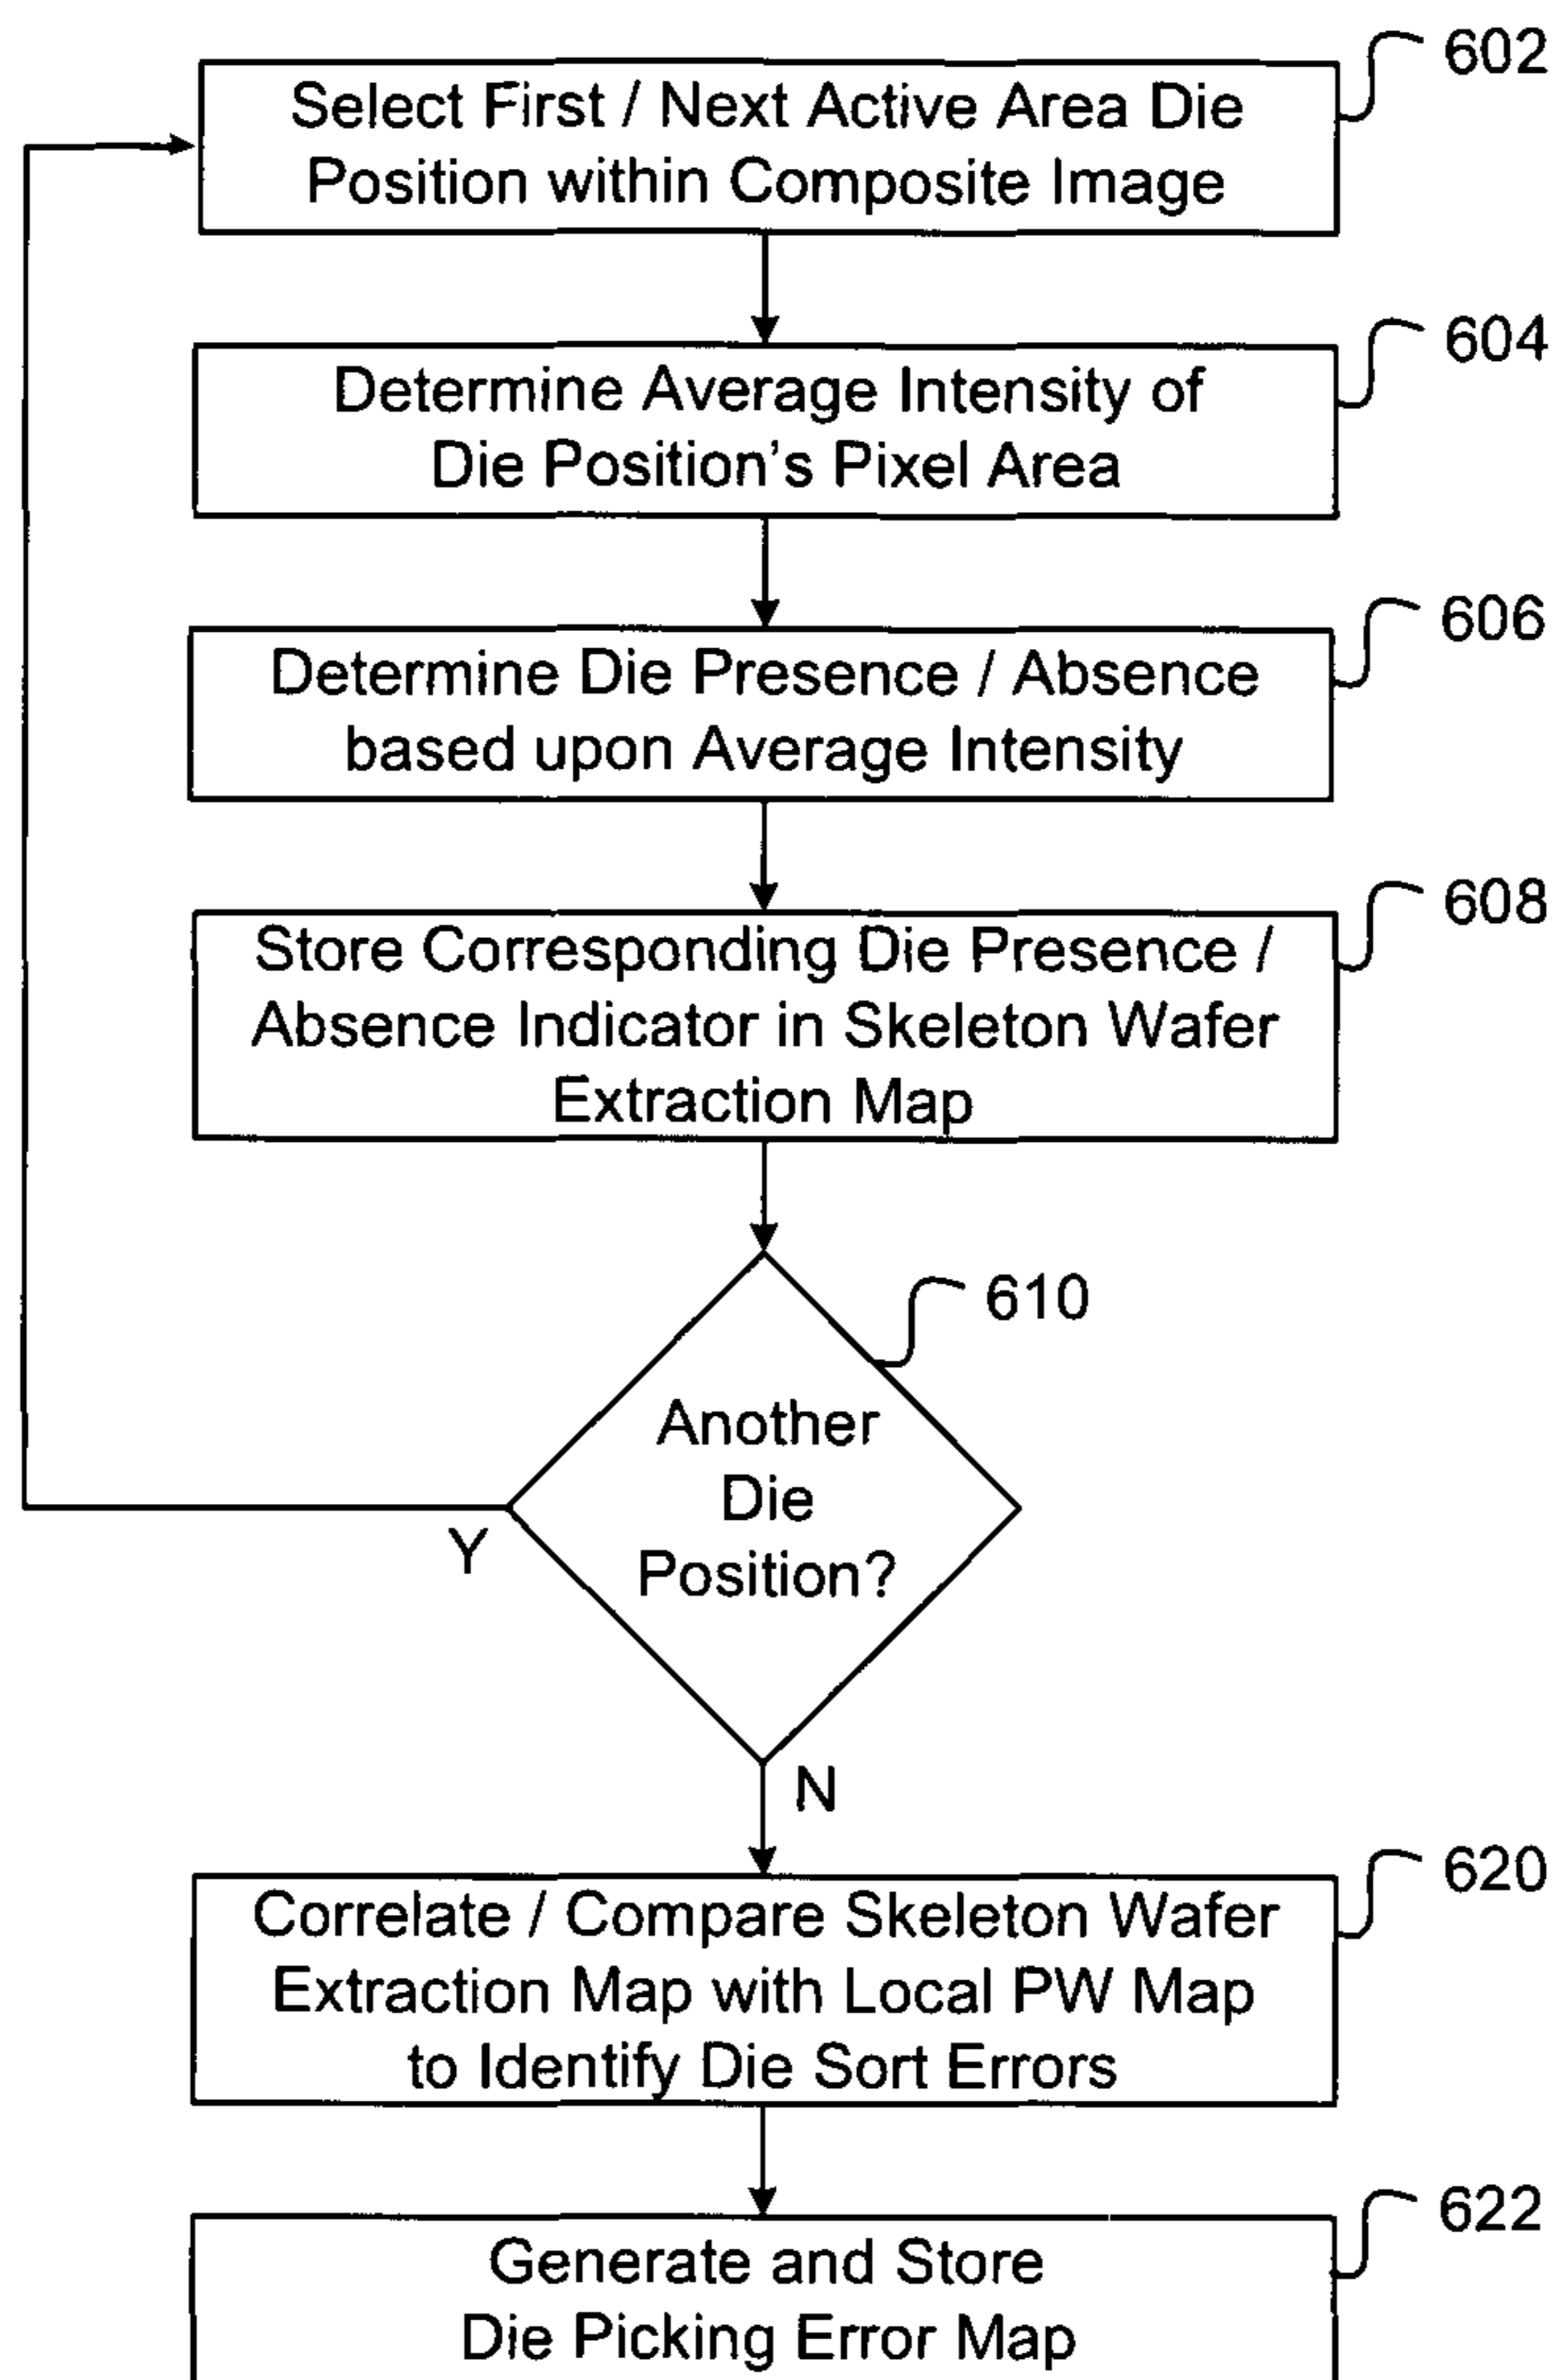 602
Select First / Next Active Area Die
Position within Composite Image
604
Determine Average Intensity of
Die Position's Pixel Area
606
Determine Die Presence / Absence
based upon Average Intensity
608
Store Corresponding Die Presence /
Absence Indicator in Skeleton Wafer
Extraction Map
610
Another
Die
Position?
Y
N
620
Correlate / Compare Skeleton Wafer
Extraction Map with Local PW Map
to Identify Die Sort Errors
622
Generate and Store
Die Picking Error Map